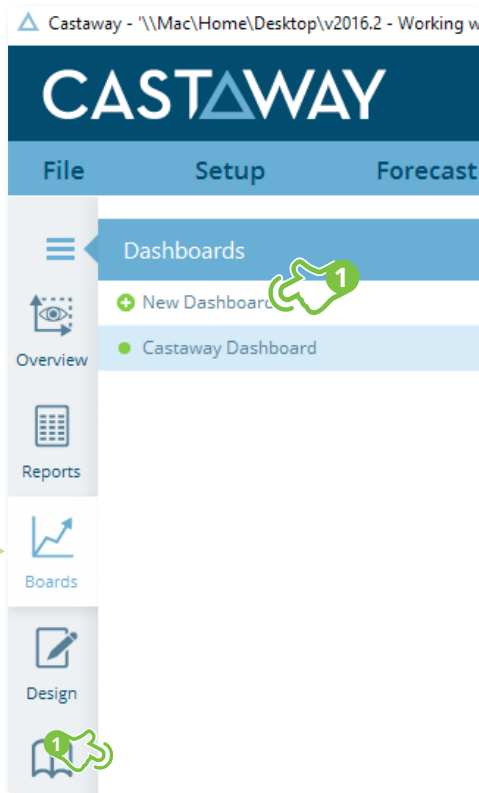 Castaway - '\\Mac\Home\Desktop\v2016.2 - Working w
CASTAWAY
File Setup Forecast
Dashboards
1
New Dashboard
Castaway Dashboard
Overview
Reports
Boards
Design
1